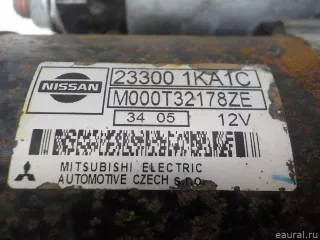 NISSAN
23300 1KA1C
M000T32178ZE
34 05 12V
MITSUBISHI ELECTRIC
AUTOMOTIVE CZECH s.r.o.
© eaural.ru